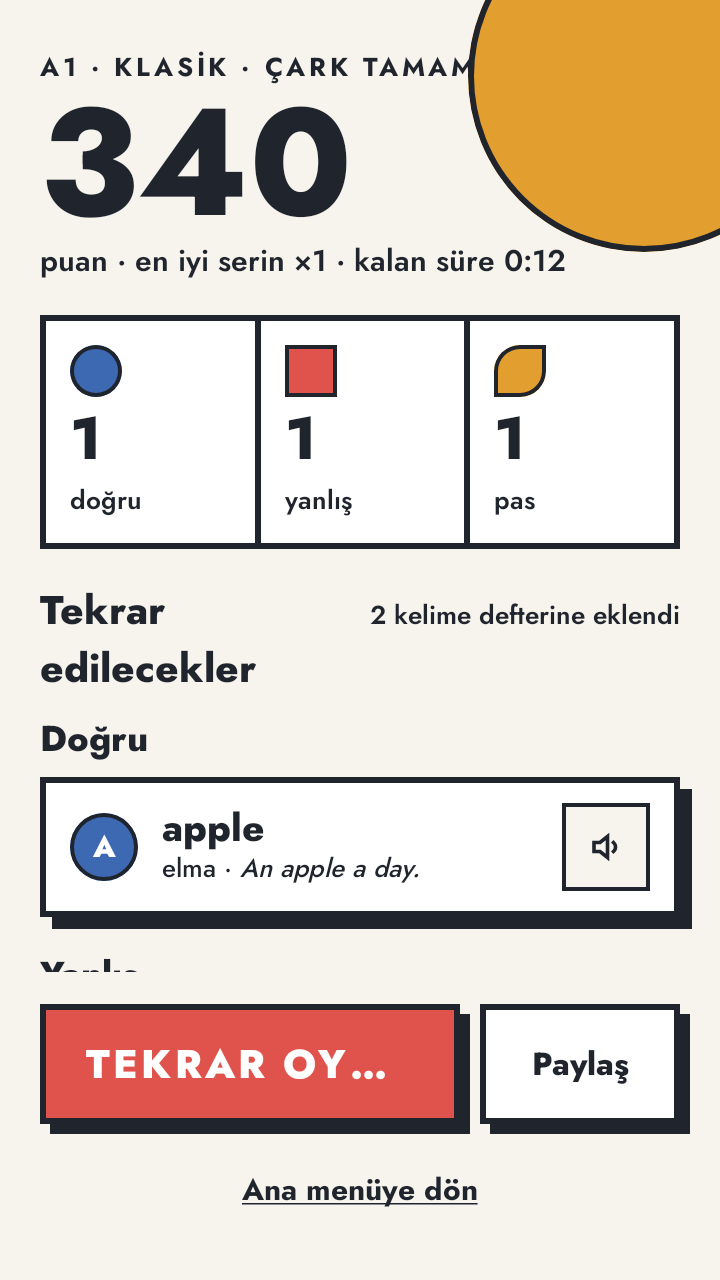 A1 · KLASİK · ÇARK TAMAM
340
puan · en iyi serin ×1 · kalan süre 0:12
1
doğru
1
yanlış
1
pas
Tekrar edilecekler
2 kelime defterine eklendi
Doğru
A
apple
elma · An apple a day.
TEKRAR OY...
Paylaş
Ana menüye dön